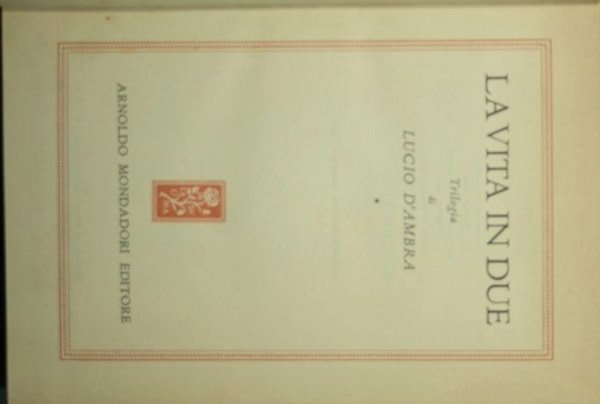 LA VITA IN DUE
Trilogia
di
LUCIO D'AMBRA
ARNOLDO MONDADORI EDITORE